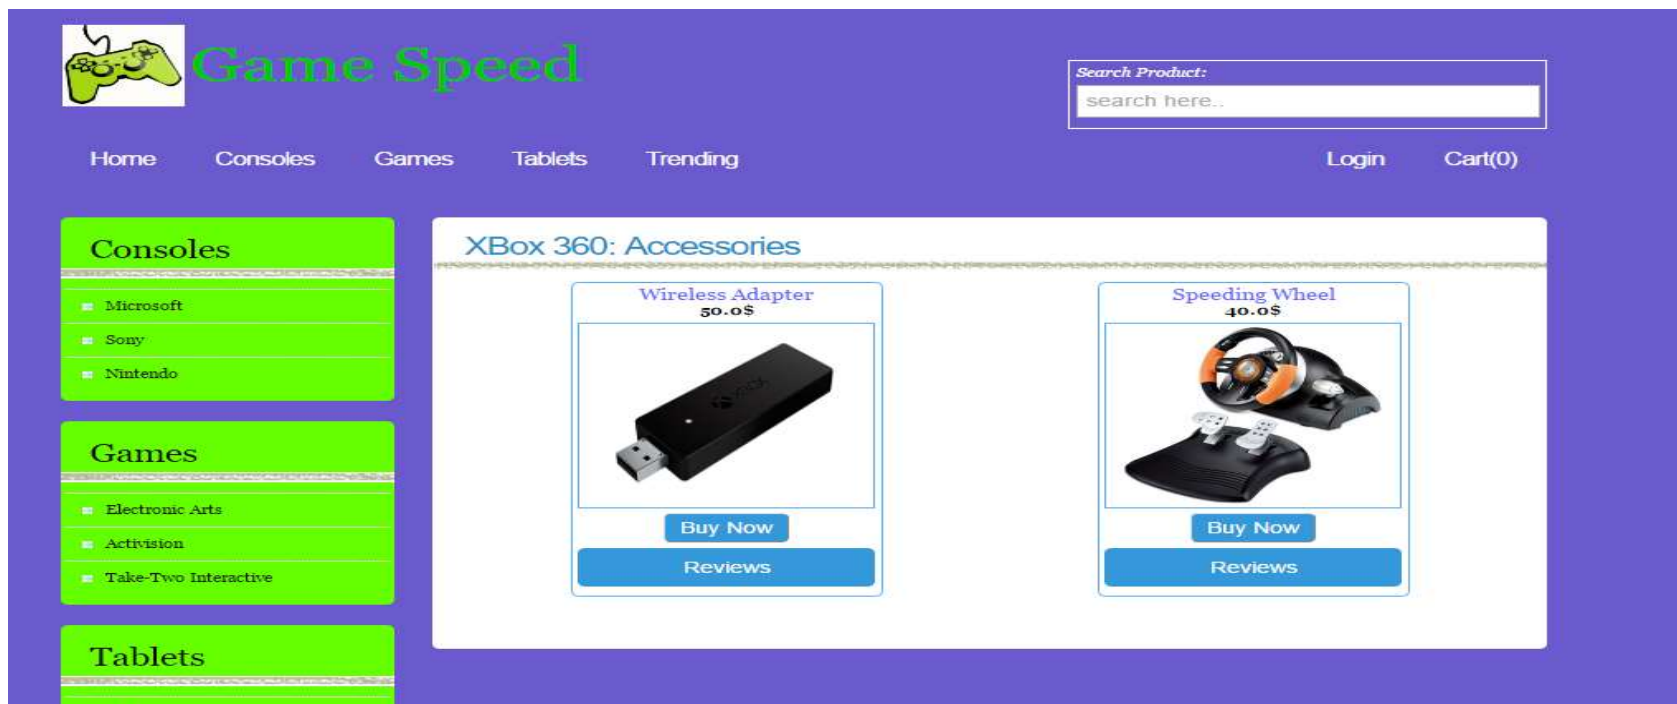 Game Speed
Search Product:
search here..
Home Consoles Games Tablets Trending Login Cart(0)
Consoles
Microsoft
Sony
Nintendo
Games
Electronic Arts
Activision
Take-Two Interactive
Tablets
XBox 360: Accessories
Wireless Adapter
50.0$
XBOX
Buy Now
Reviews
Speeding Wheel
40.0$
Buy Now
Reviews